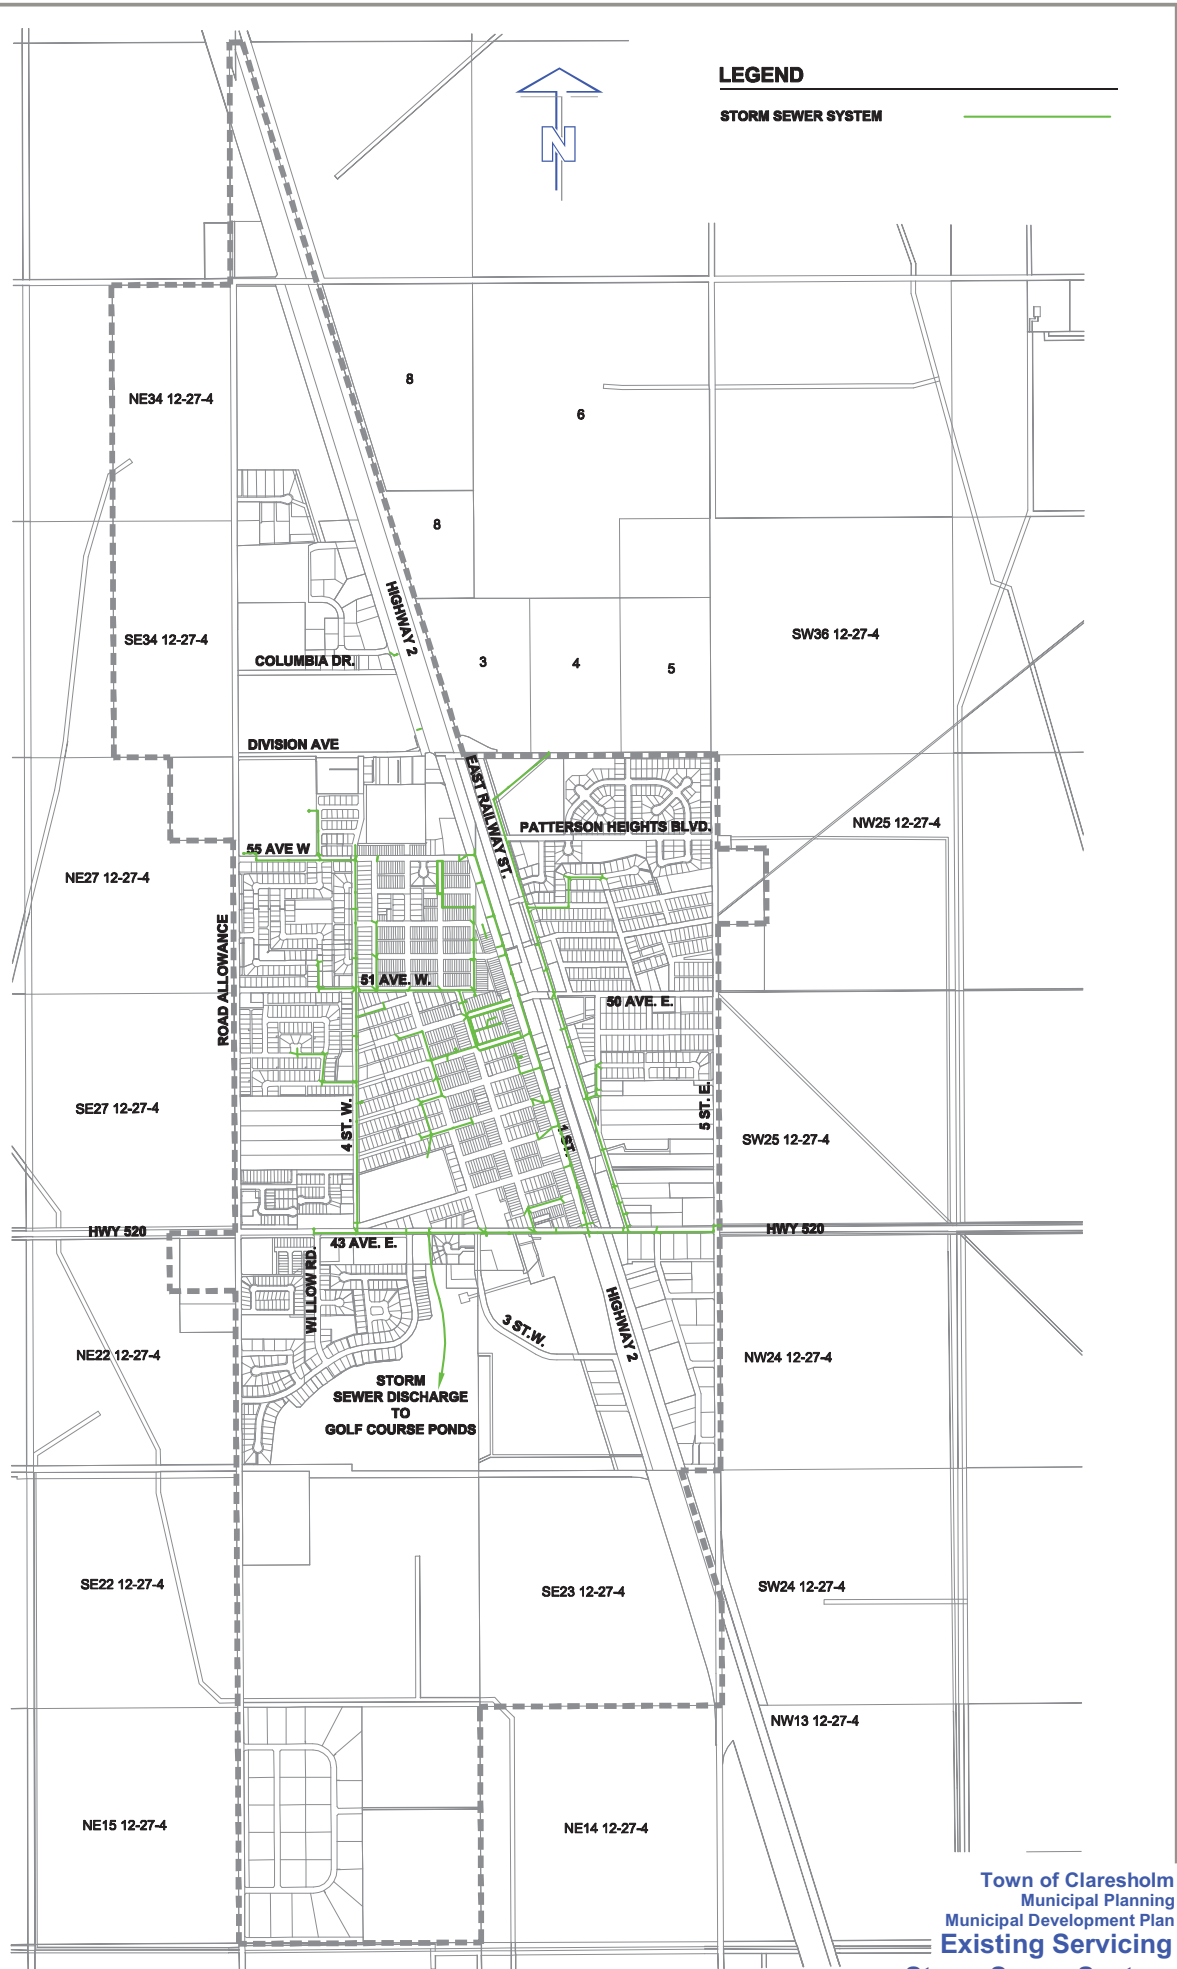 LEGEND
STORM SEWER SYSTEM
N
8
NE34 12-27-4
6
8
HIGHWAY 2
SE34 12-27-4
SW36 12-27-4
COLUMBIA DR.
3
4
5
DIVISION AVE
EAST RAILWAY ST.
PATTERSON HEIGHTS BLVD.
NW25 12-27-4
55 AVE W
NE27 12-27-4
ROAD ALLOWANCE
51 AVE. W.
50 AVE. E.
SE27 12-27-4
4 ST. W.
1 ST.
5 ST. E.
SW25 12-27-4
HWY 520
HWY 520
43 AVE. E.
WILLOW RD.
HIGHWAY 2
3 ST.W.
NE22 12-27-4
NW24 12-27-4
STORM
SEWER DISCHARGE
TO
GOLF COURSE PONDS
SE22 12-27-4
SE23 12-27-4
SW24 12-27-4
NW13 12-27-4
NE15 12-27-4
NE14 12-27-4
Town of Claresholm
Municipal Planning
Municipal Development Plan
Existing Servicing